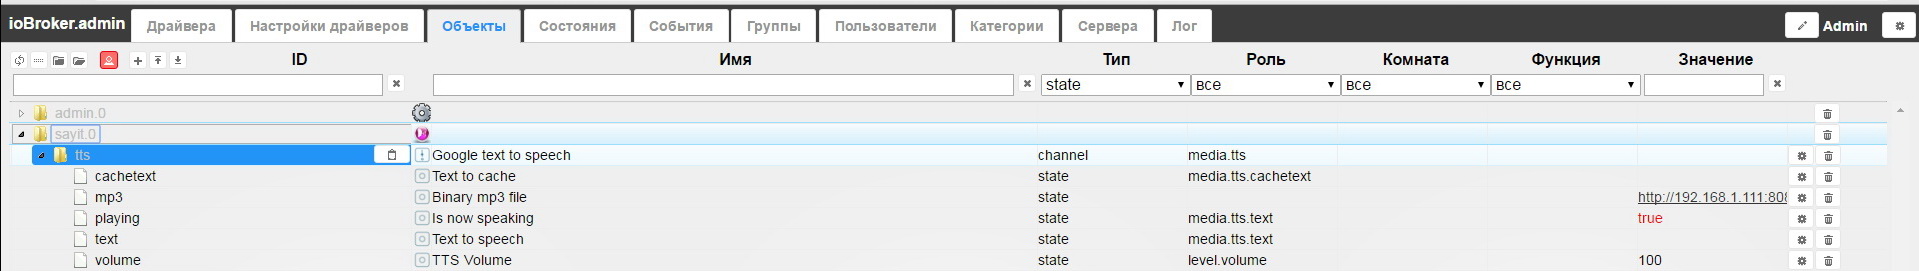 ioBroker.admin Драйвера Настройки драйверов Объекты Состояния События Группы Пользователи Категории Сервера Лог Admin
ID Имя Тип Роль Комната Функция Значение
state все все все
admin.0
sayit.0
tts Google text to speech channel media.tts
cachetext Text to cache state media.tts.cachetext
mp3 Binary mp3 file state http://192.168.1.111:808
playing Is now speaking state media.tts.text true
text Text to speech state media.tts.text
volume TTS Volume state level.volume 100